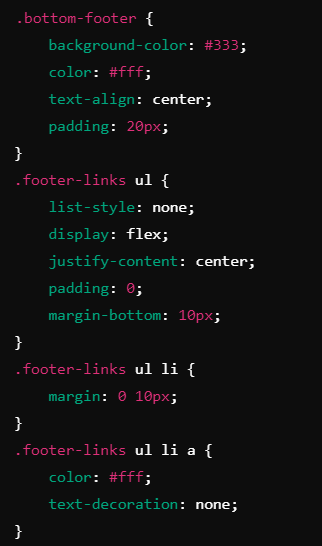 .bottom-footer {
    background-color: #333;
    color: #fff;
    text-align: center;
    padding: 20px;
}
.footer-links ul {
    list-style: none;
    display: flex;
    justify-content: center;
    padding: 0;
    margin-bottom: 10px;
}
.footer-links ul li {
    margin: 0 10px;
}
.footer-links ul li a {
    color: #fff;
    text-decoration: none;
}